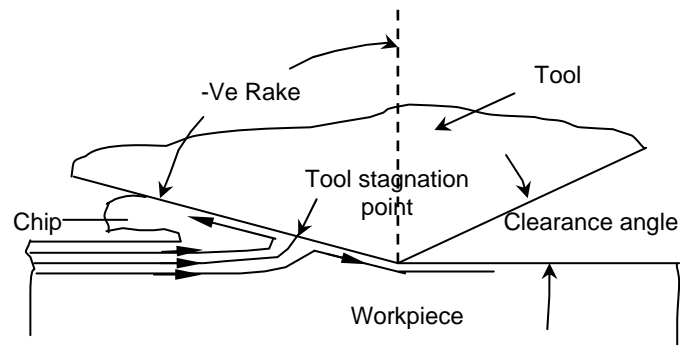 Tool
-Ve Rake
Tool stagnation
point
Chip
Clearance angle
Workpiece